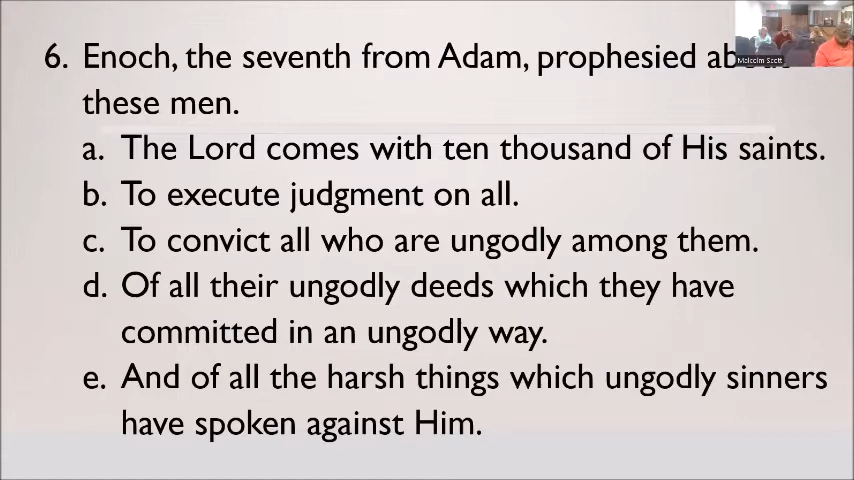 6. Enoch, the seventh from Adam, prophesied about
these men.
a. The Lord comes with ten thousand of His saints.
b. To execute judgment on all.
c. To convict all who are ungodly among them.
d. Of all their ungodly deeds which they have
committed in an ungodly way.
e. And of all the harsh things which ungodly sinners
have spoken against Him.
Malcolm Scott